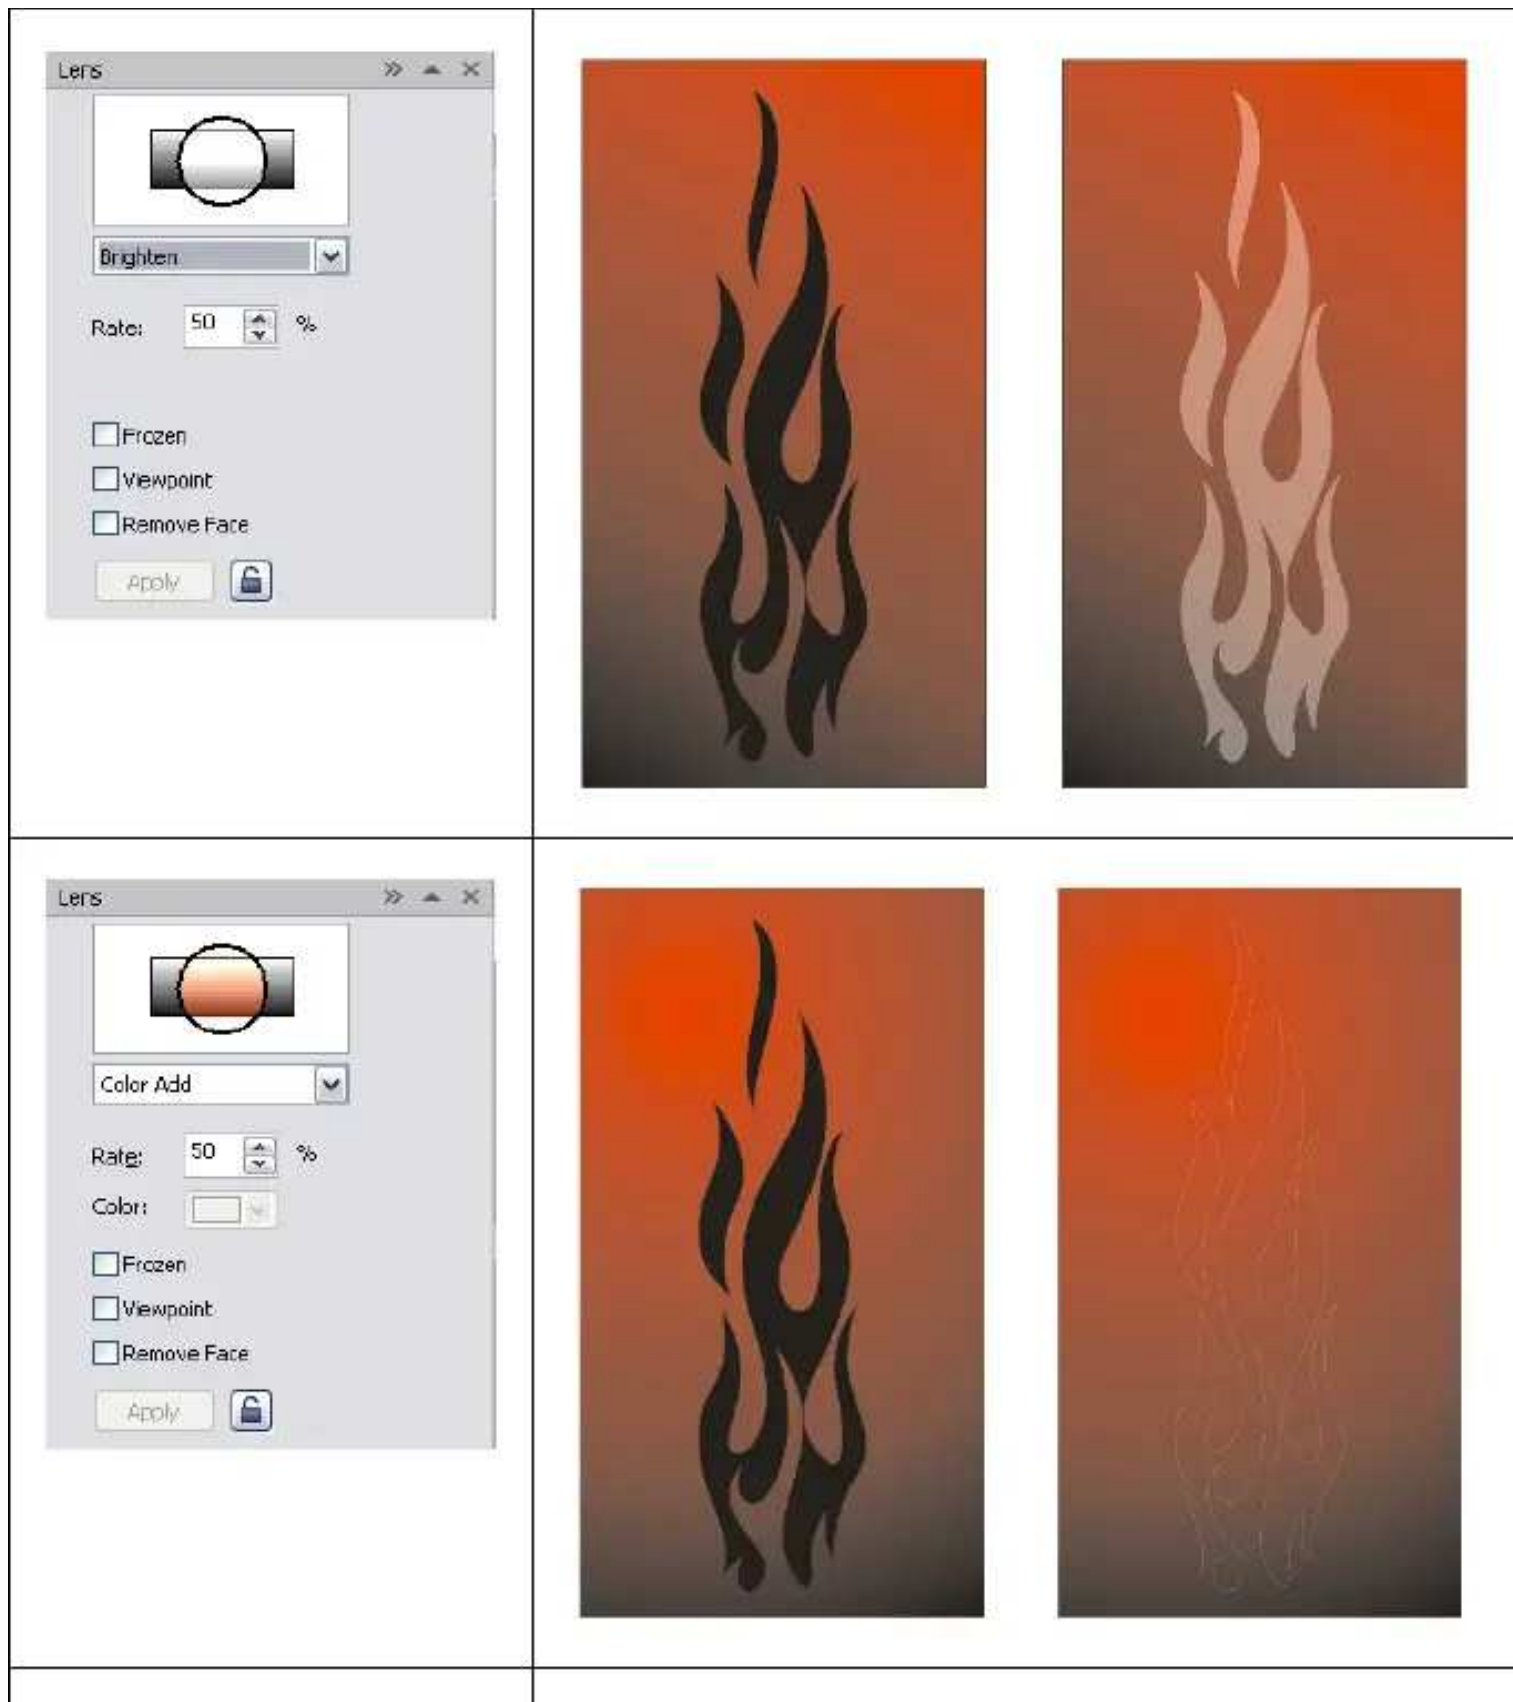 Lens
Brighten
Rate: 50 %
Frozen
Viewpoint
Remove Face
Apply
Lens
Color Add
Rate: 50 %
Color:
Frozen
Viewpoint
Remove Face
Apply